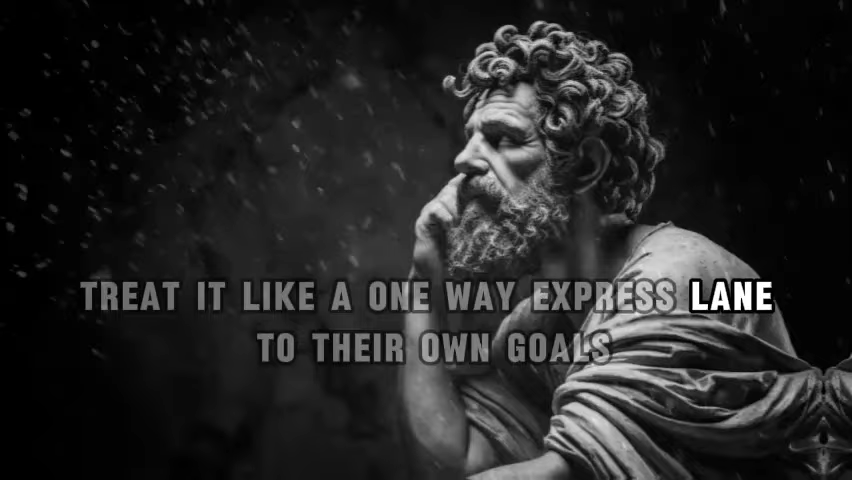 TREAT IT LIKE A ONE WAY EXPRESS LANE
TO THEIR OWN GOALS